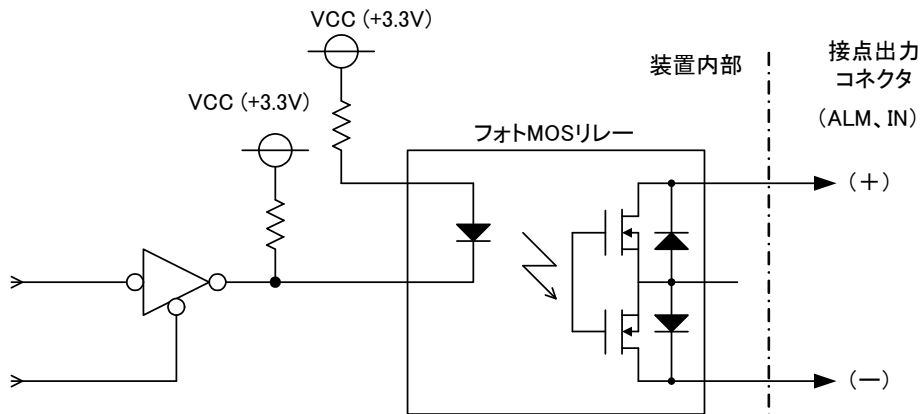 VCC (+3.3V)
VCC (+3.3V)
装置内部
接点出力
コネクタ
(ALM、IN)
フォトMOSリレー
(+)
(−)